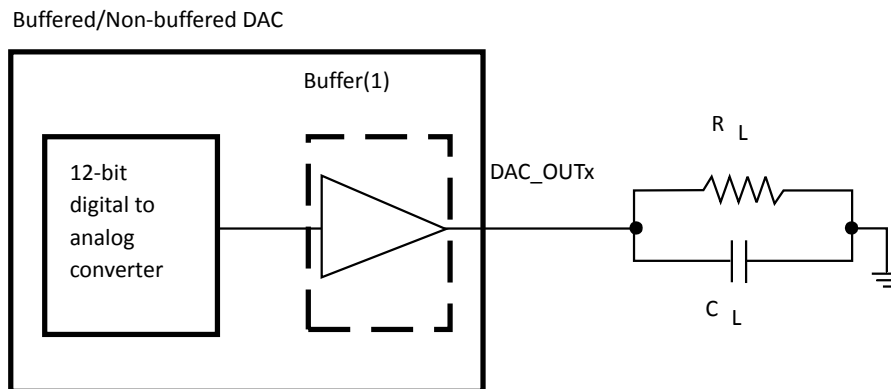 Buffered/Non-buffered DAC
Buffer(1)
12-bit
digital to
analog
converter
DAC_OUTx
R L
C L